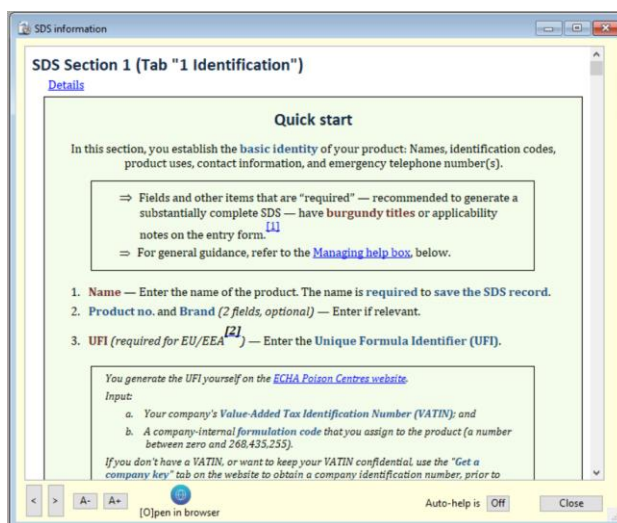 SDS information
SDS Section 1 (Tab "1 Identification")
Details
Quick start
In this section, you establish the basic identity of your product: Names, identification codes,
product uses, contact information, and emergency telephone number(s).
⇒ Fields and other items that are “required” — recommended to generate a
substantially complete SDS — have burgundy titles or applicability
notes on the entry form.[1]
⇒ For general guidance, refer to the Managing help box, below.
1. Name — Enter the name of the product. The name is required to save the SDS record.
2. Product no. and Brand (2 fields, optional) — Enter if relevant.
3. UFI (required for EU/EEA[2]) — Enter the Unique Formula Identifier (UFI).
You generate the UFI yourself on the ECHA Poison Centres website.
Input:
a. Your company's Value-Added Tax Identification Number (VATIN); and
b. A company-internal formulation code that you assign to the product (a number
between zero and 268,435,255).
If you don't have a VATIN, or want to keep your VATIN confidential, use the "Get a
company key" tab on the website to obtain a company identification number, prior to
< > A- A+ [O]pen in browser Auto-help is Off Close